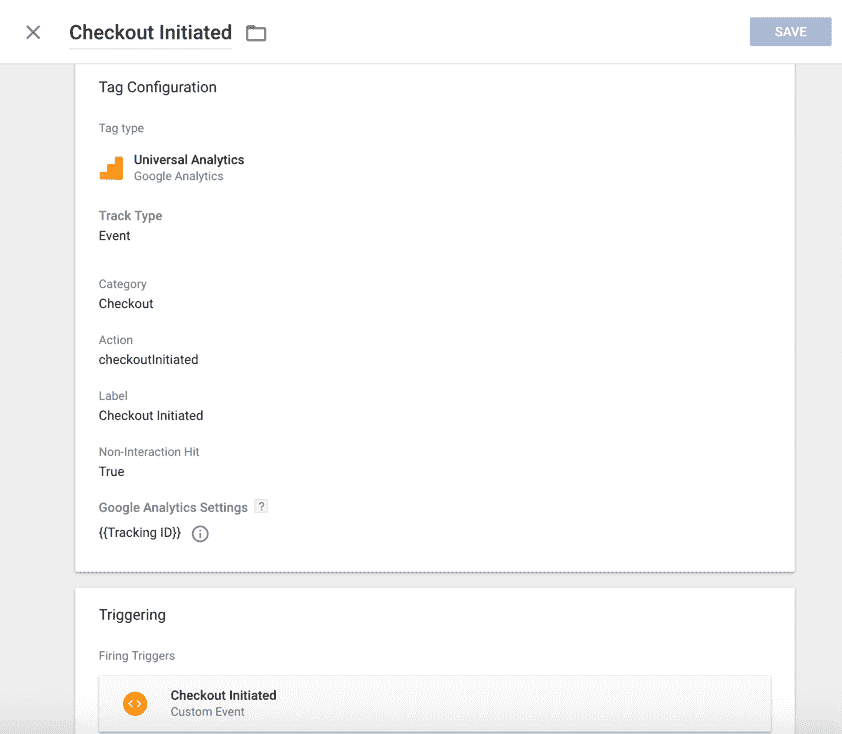 Checkout Initiated
SAVE
Tag Configuration
Tag type
Universal Analytics
Google Analytics
Track Type
Event
Category
Checkout
Action
checkoutInitiated
Label
Checkout Initiated
Non-Interaction Hit
True
Google Analytics Settings ?
{{Tracking ID}}
Triggering
Firing Triggers
Checkout Initiated
Custom Event